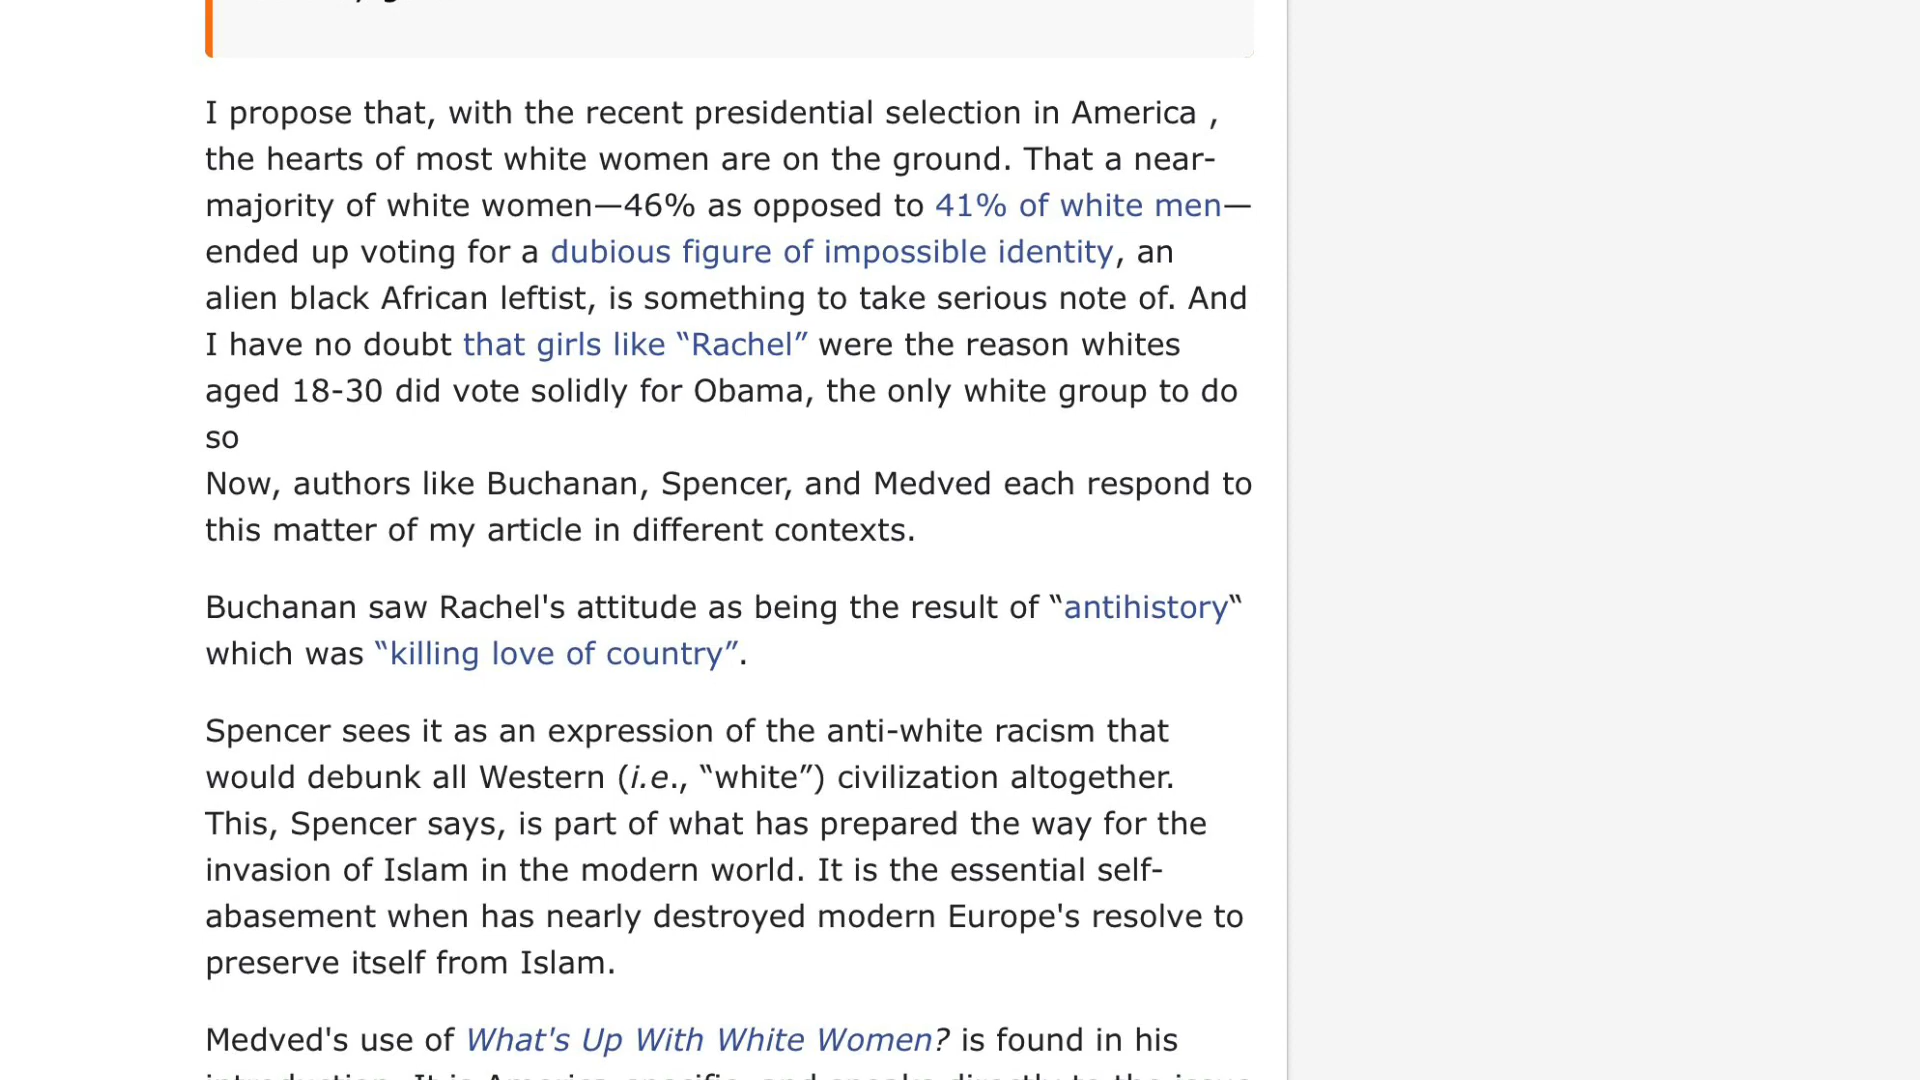 I propose that, with the recent presidential selection in America ,
the hearts of most white women are on the ground. That a near-
majority of white women—46% as opposed to 41% of white men—
ended up voting for a dubious figure of impossible identity, an
alien black African leftist, is something to take serious note of. And
I have no doubt that girls like “Rachel” were the reason whites
aged 18-30 did vote solidly for Obama, the only white group to do
so
Now, authors like Buchanan, Spencer, and Medved each respond to
this matter of my article in different contexts.
Buchanan saw Rachel's attitude as being the result of “antihistory“
which was “killing love of country”.
Spencer sees it as an expression of the anti-white racism that
would debunk all Western (i.e., “white”) civilization altogether.
This, Spencer says, is part of what has prepared the way for the
invasion of Islam in the modern world. It is the essential self-
abasement when has nearly destroyed modern Europe's resolve to
preserve itself from Islam.
Medved's use of What's Up With White Women? is found in his